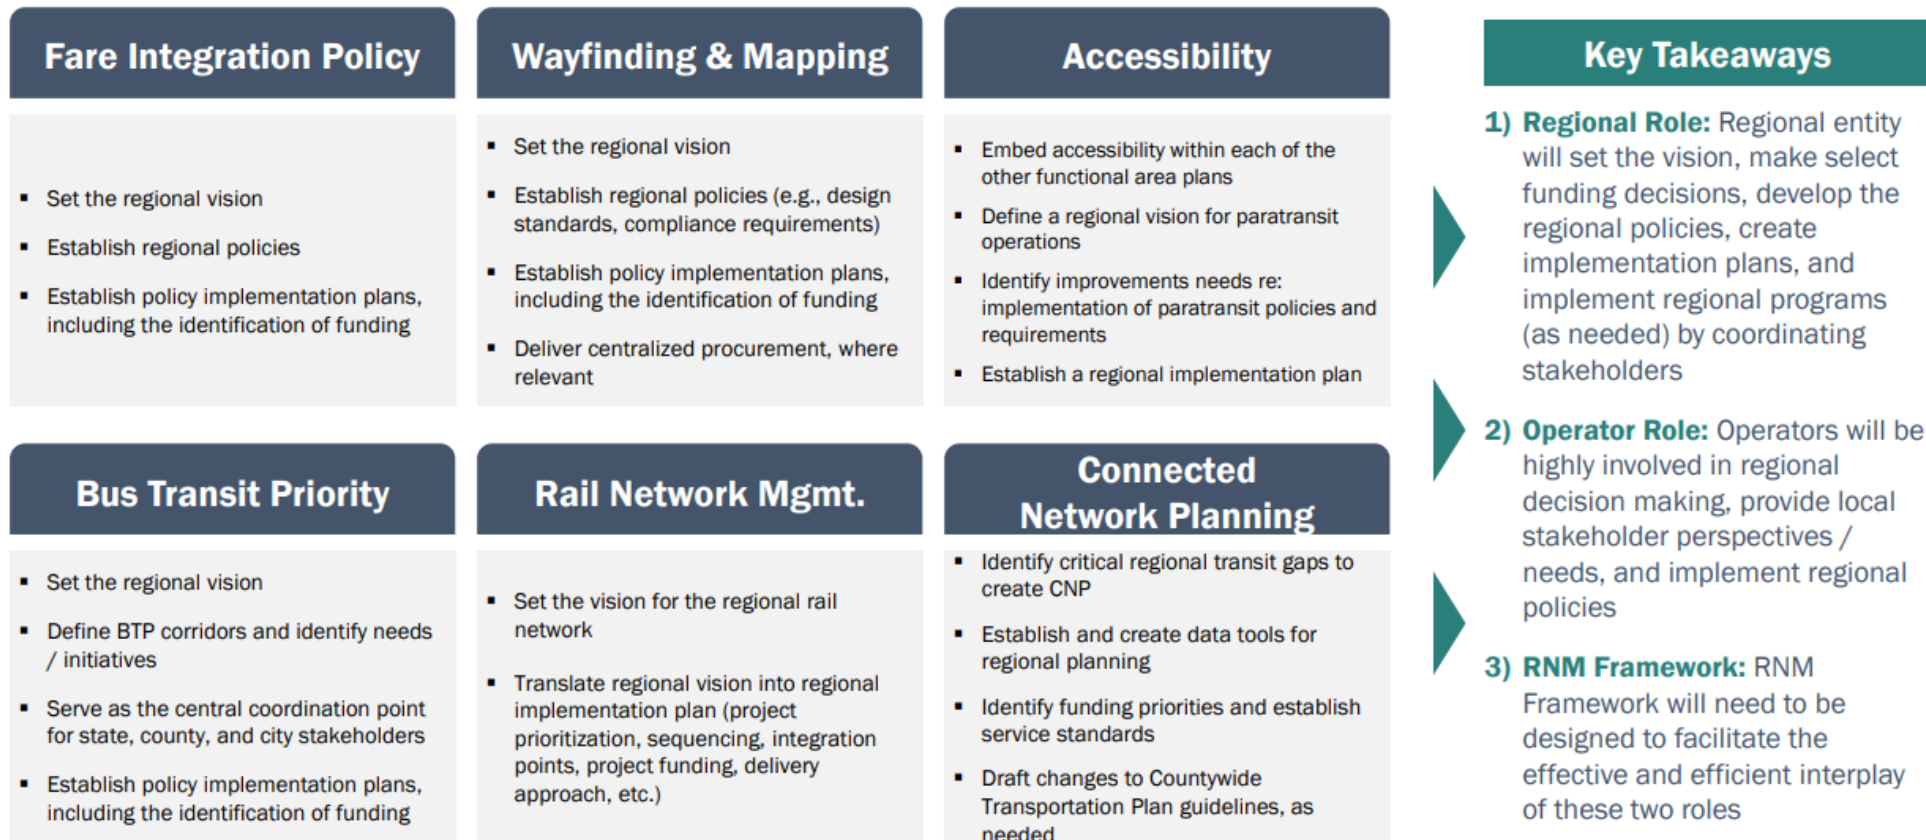 Fare Integration Policy
▪ Set the regional vision
▪ Establish regional policies
▪ Establish policy implementation plans,
including the identification of funding
Wayfinding & Mapping
▪ Set the regional vision
▪ Establish regional policies (e.g., design
standards, compliance requirements)
▪ Establish policy implementation plans,
including the identification of funding
▪ Deliver centralized procurement, where
relevant
Accessibility
▪ Embed accessibility within each of the
other functional area plans
▪ Define a regional vision for paratransit
operations
▪ Identify improvements needs re:
implementation of paratransit policies and
requirements
▪ Establish a regional implementation plan
Bus Transit Priority
▪ Set the regional vision
▪ Define BTP corridors and identify needs
/ initiatives
▪ Serve as the central coordination point
for state, county, and city stakeholders
▪ Establish policy implementation plans,
including the identification of funding
Rail Network Mgmt.
▪ Set the vision for the regional rail
network
▪ Translate regional vision into regional
implementation plan (project
prioritization, sequencing, integration
points, project funding, delivery
approach, etc.)
Connected
Network Planning
▪ Identify critical regional transit gaps to
create CNP
▪ Establish and create data tools for
regional planning
▪ Identify funding priorities and establish
service standards
▪ Draft changes to Countywide
Transportation Plan guidelines, as
needed
Key Takeaways
1) Regional Role: Regional entity
will set the vision, make select
funding decisions, develop the
regional policies, create
implementation plans, and
implement regional programs
(as needed) by coordinating
stakeholders
2) Operator Role: Operators will be
highly involved in regional
decision making, provide local
stakeholder perspectives /
needs, and implement regional
policies
3) RNM Framework: RNM
Framework will need to be
designed to facilitate the
effective and efficient interplay
of these two roles